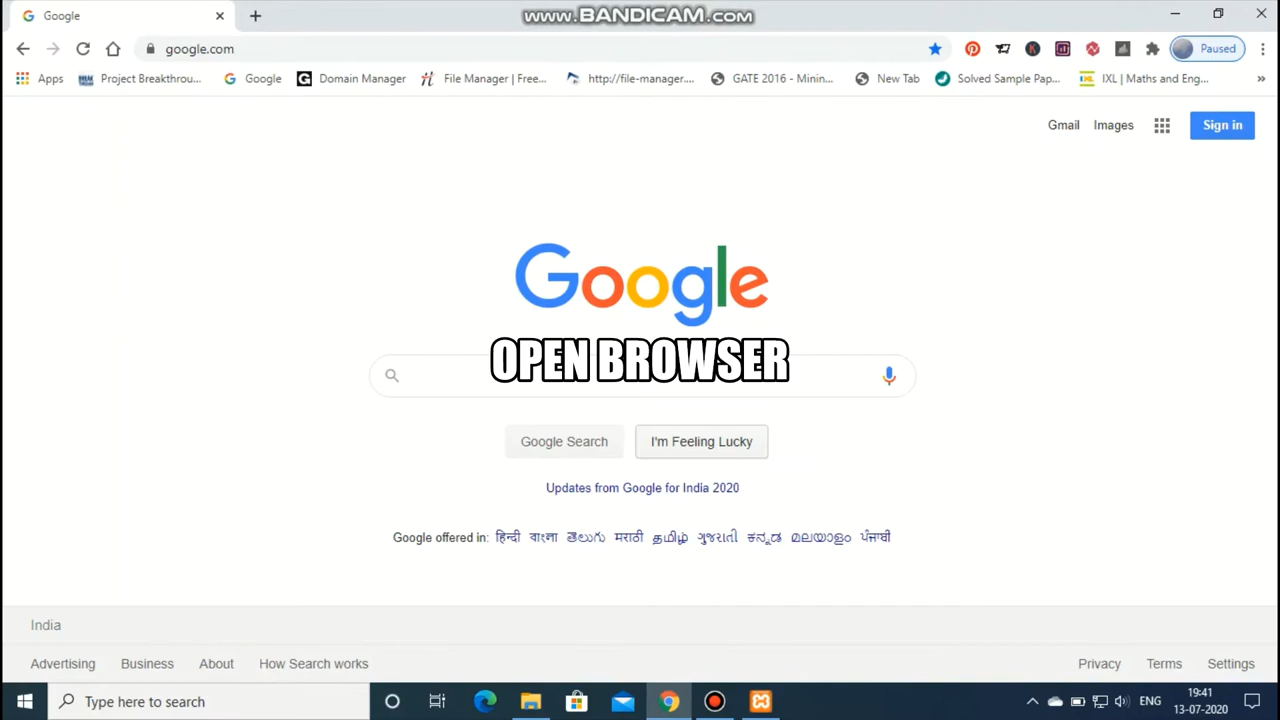 Google
www.BANDICAM.com
google.com
Paused
Apps
Project Breakthrou...
Google
Domain Manager
File Manager | Free...
http://file-manager....
GATE 2016 - Minin...
New Tab
Solved Sample Pap...
IXL | Maths and Eng...
»
Gmail
Images
Sign in
Google
OPEN BROWSER
Google Search
I'm Feeling Lucky
Updates from Google for India 2020
Google offered in: हिन्दी বাংলা తెలుగు मराठी தமிழ் ગુજરાતી ಕನ್ನಡ മലയാളം ਪੰਜਾਬੀ
India
Advertising
Business
About
How Search works
Privacy
Terms
Settings
Type here to search
ENG
19:41
13-07-2020